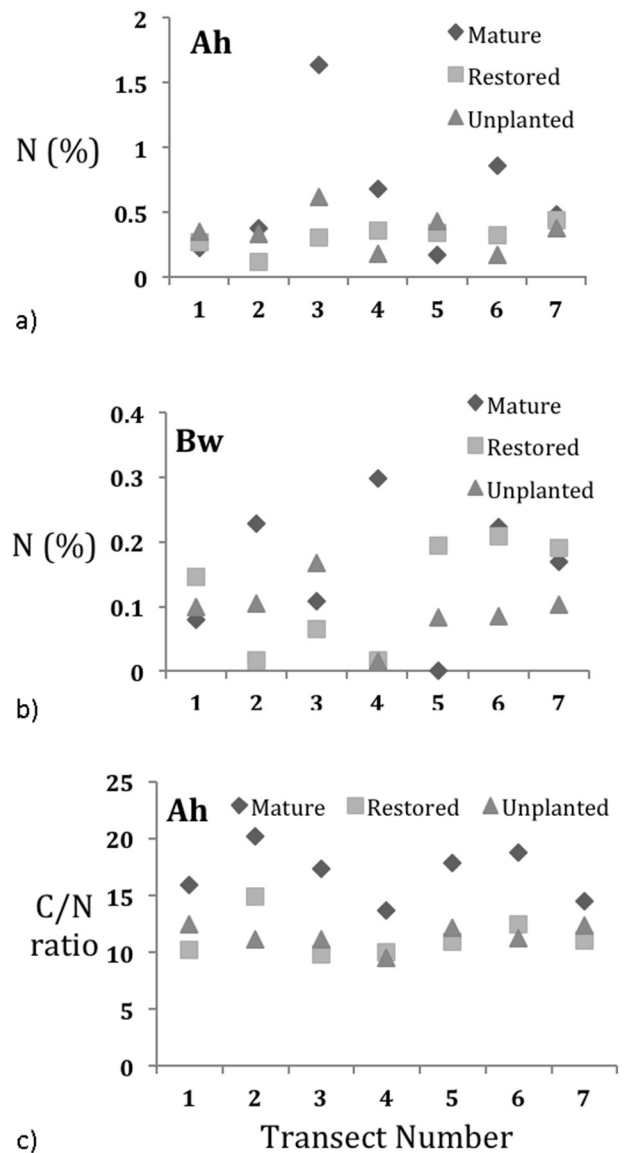 2
Ah
Mature
1.5
Restored
N (%)
1
Unplanted
0.5
0
1 2 3 4 5 6 7
a)
0.4
Bw
Mature
0.3
Restored
N (%)
0.2
Unplanted
0.1
0
1 2 3 4 5 6 7
b)
25
Ah Mature Restored Unplanted
20
15
C/N
ratio
10
5
0
1 2 3 4 5 6 7
c) Transect Number